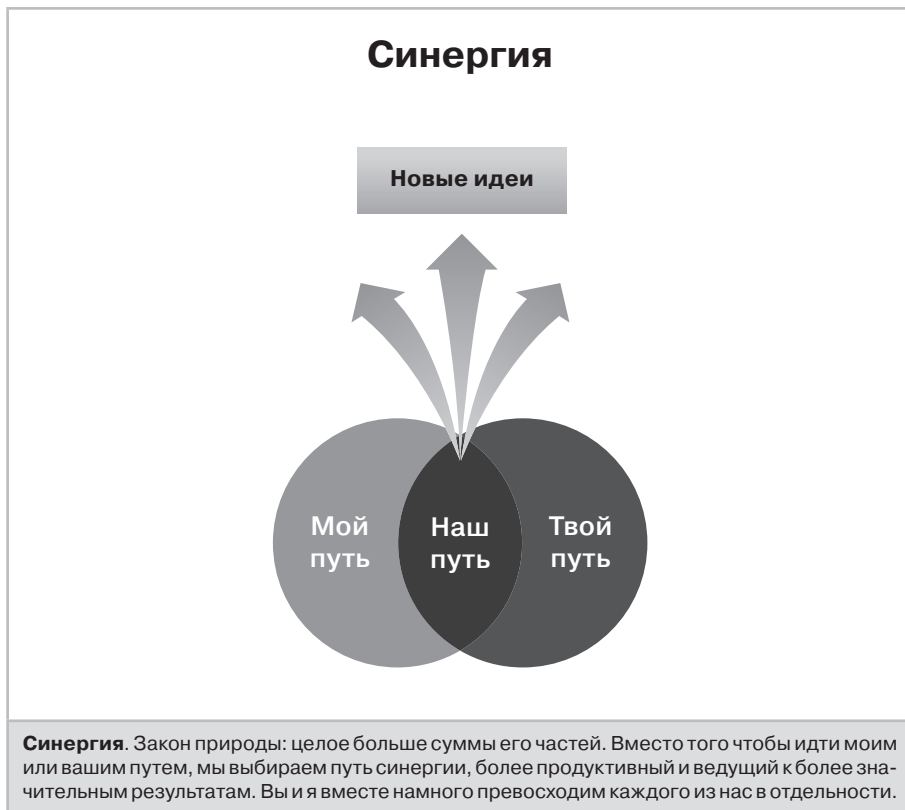 Синергия
Новые идеи
Мой
путь
Наш
путь
Твой
путь
Синергия. Закон природы: целое больше суммы его частей. Вместо того чтобы идти моим
или вашим путем, мы выбираем путь синергии, более продуктивный и ведущий к более зна-
чительным результатам. Вы и я вместе намного превосходим каждого из нас в отдельности.